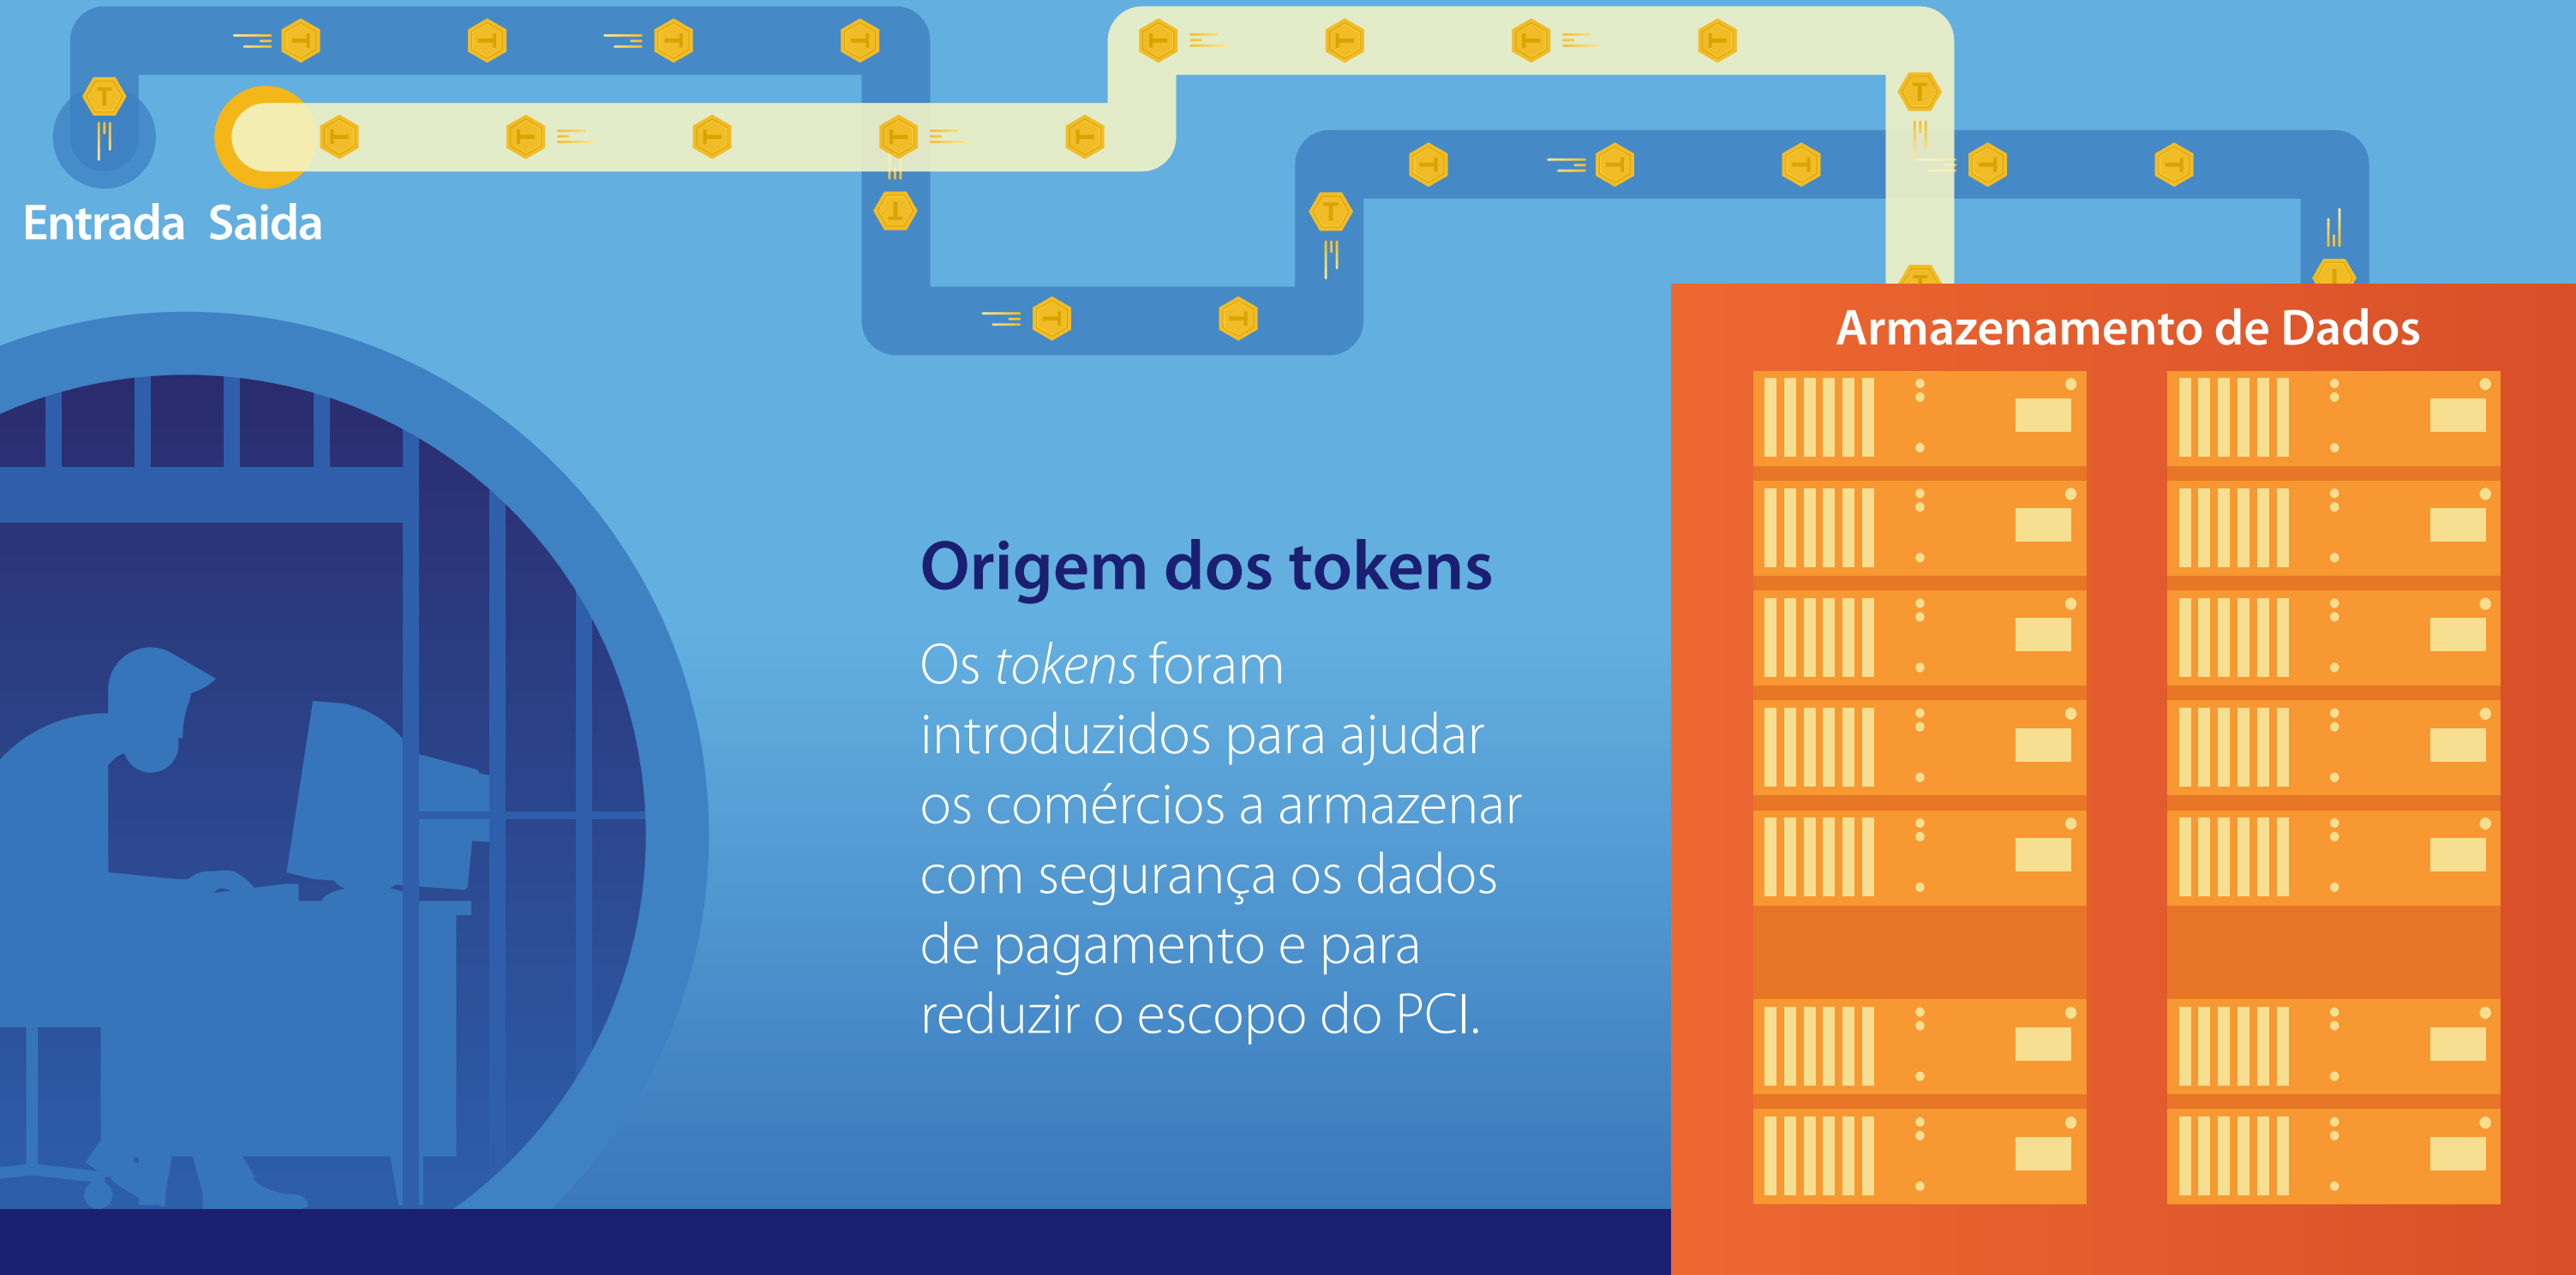 Entrada Saida
Armazenamento de Dados
Origem dos tokens
Os tokens foram
introduzidos para ajudar
os comércios a armazenar
com segurança os dados
de pagamento e para
reduzir o escopo do PCI.